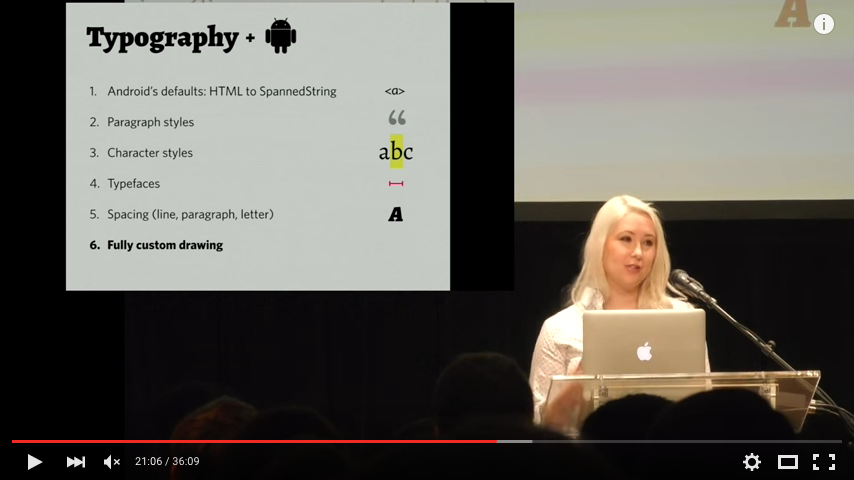 Typography +
1. Android's defaults: HTML to SpannedString <a>
2. Paragraph styles “
3. Character styles abc
4. Typefaces
5. Spacing (line, paragraph, letter) A
6. Fully custom drawing
A
i
21:06 / 36:09